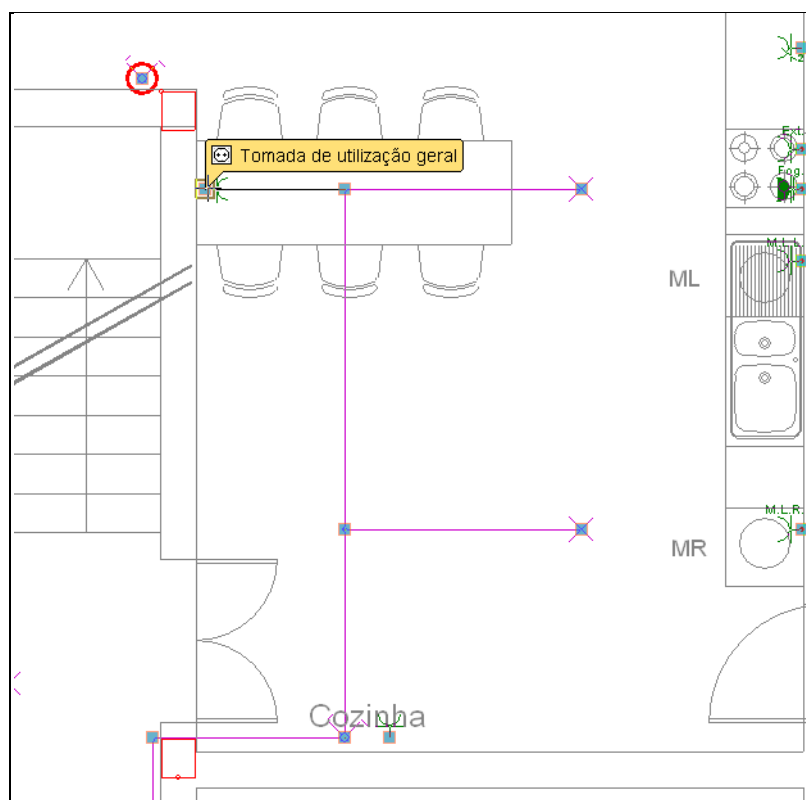 Ext.
Tomada de utilização geral
Fog.
M.L.L.
ML
M.L.R.
MR
Cozinha